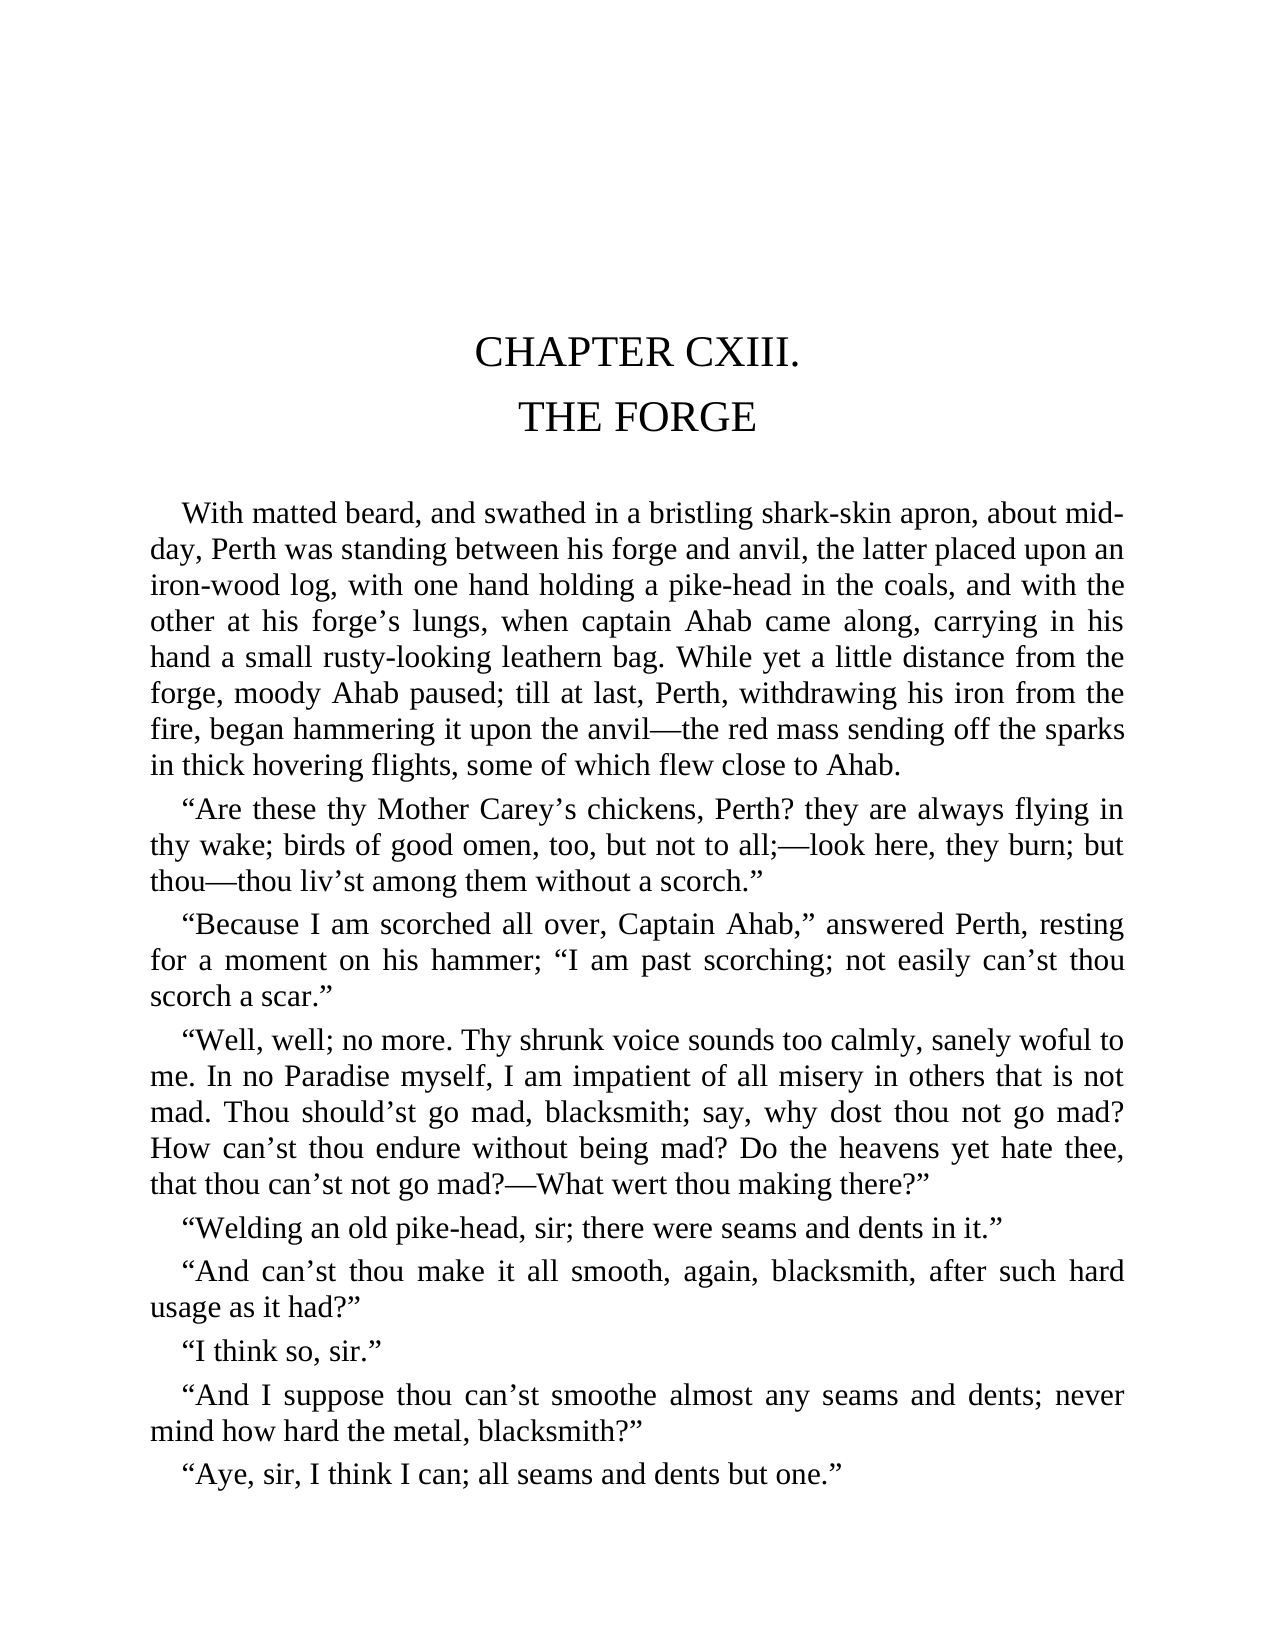 CHAPTER CXIII.
THE FORGE
With matted beard, and swathed in a bristling shark-skin apron, about mid-
day, Perth was standing between his forge and anvil, the latter placed upon an
iron-wood log, with one hand holding a pike-head in the coals, and with the
other at his forge’s lungs, when captain Ahab came along, carrying in his
hand a small rusty-looking leathern bag. While yet a little distance from the
forge, moody Ahab paused; till at last, Perth, withdrawing his iron from the
fire, began hammering it upon the anvil—the red mass sending off the sparks
in thick hovering flights, some of which flew close to Ahab.
“Are these thy Mother Carey’s chickens, Perth? they are always flying in
thy wake; birds of good omen, too, but not to all;—look here, they burn; but
thou—thou liv’st among them without a scorch.”
“Because I am scorched all over, Captain Ahab,” answered Perth, resting
for a moment on his hammer; “I am past scorching; not easily can’st thou
scorch a scar.”
“Well, well; no more. Thy shrunk voice sounds too calmly, sanely woful to
me. In no Paradise myself, I am impatient of all misery in others that is not
mad. Thou should’st go mad, blacksmith; say, why dost thou not go mad?
How can’st thou endure without being mad? Do the heavens yet hate thee,
that thou can’st not go mad?—What wert thou making there?”
“Welding an old pike-head, sir; there were seams and dents in it.”
“And can’st thou make it all smooth, again, blacksmith, after such hard
usage as it had?”
“I think so, sir.”
“And I suppose thou can’st smoothe almost any seams and dents; never
mind how hard the metal, blacksmith?”
“Aye, sir, I think I can; all seams and dents but one.”